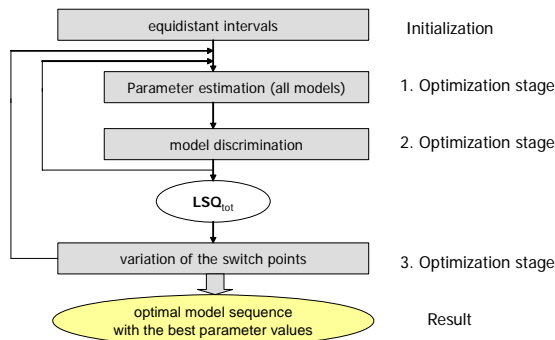 equidistant intervals
Initialization
Parameter estimation (all models)
1. Optimization stage
model discrimination
2. Optimization stage
LSQtot
variation of the switch points
3. Optimization stage
optimal model sequence
with the best parameter values
Result